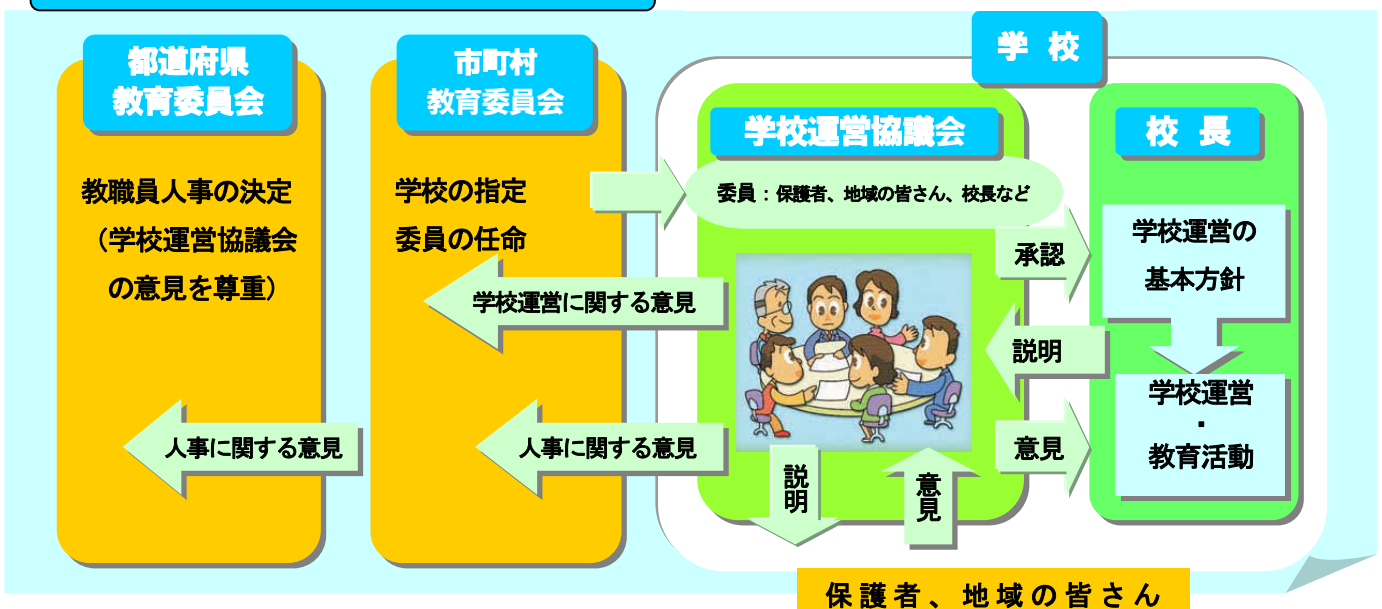 都道府県
教育委員会
教職員人事の決定
（学校運営協議会
の意見を尊重）
人事に関する意見
市町村
教育委員会
学校の指定
委員の任命
学校運営に関する意見
人事に関する意見
学 校
学校運営協議会
委員：保護者、地域の皆さん、校長など
承認
説明
意見
説明
意見
校 長
学校運営の
基本方針
学校運営
・
教育活動
保護者、地域の皆さん